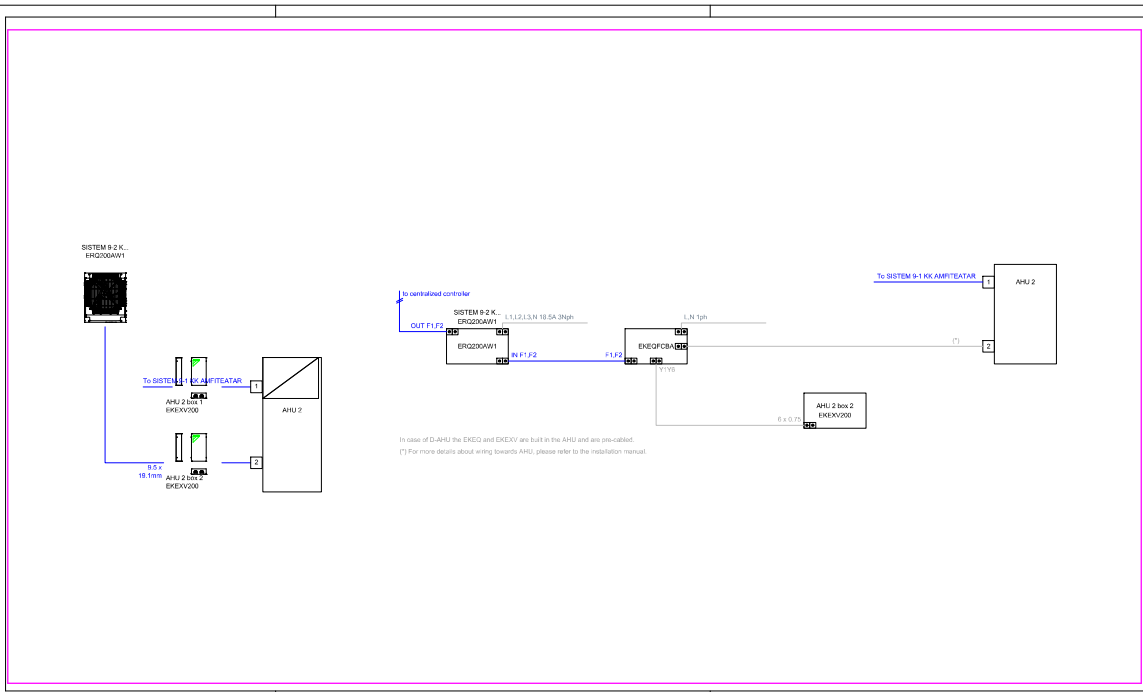 SISTEM 9-2 K...
ERQ200AW1
To SISTEM 9-1 KK AMFITEATAR
1
AHU 2 box 1
EKEXV200
AHU 2
2
9.5 x
19.1mm
AHU 2 box 2
EKEXV200
to centralized controller
OUT F1,F2
SISTEM 9-2 K...
ERQ200AW1
L1,L2,L3,N 18.5A 3Nph
ERQ200AW1
IN F1,F2
F1,F2
L,N 1ph
EKEQFCBA
Y1Y6
6 x 0.75
AHU 2 box 2
EKEXV200
To SISTEM 9-1 KK AMFITEATAR
1
AHU 2
(*)
2
In case of D-AHU the EKEQ and EKEXV are built in the AHU and are pre-cabled.
(*) For more details about wiring towards AHU, please refer to the installation manual